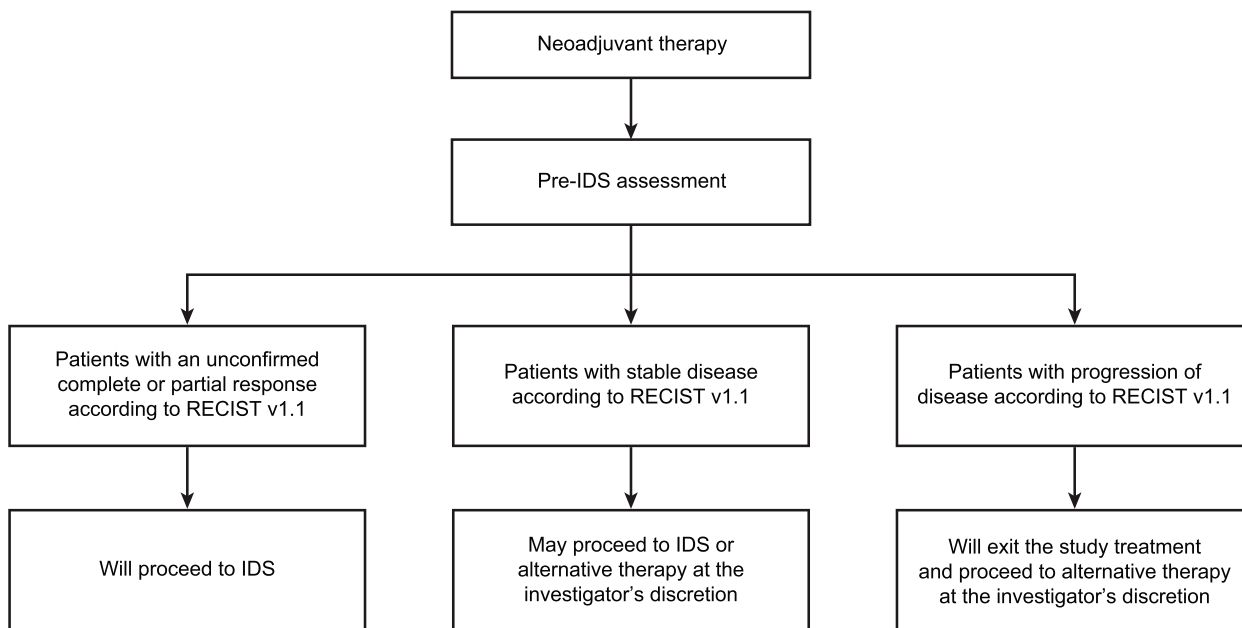 Neoadjuvant therapy
Pre-IDS assessment
Patients with an unconfirmed
complete or partial response
according to RECIST v1.1
Patients with stable disease
according to RECIST v1.1
Patients with progression of
disease according to RECIST v1.1
Will proceed to IDS
May proceed to IDS or
alternative therapy at the
investigator’s discretion
Will exit the study treatment
and proceed to alternative therapy
at the investigator’s discretion